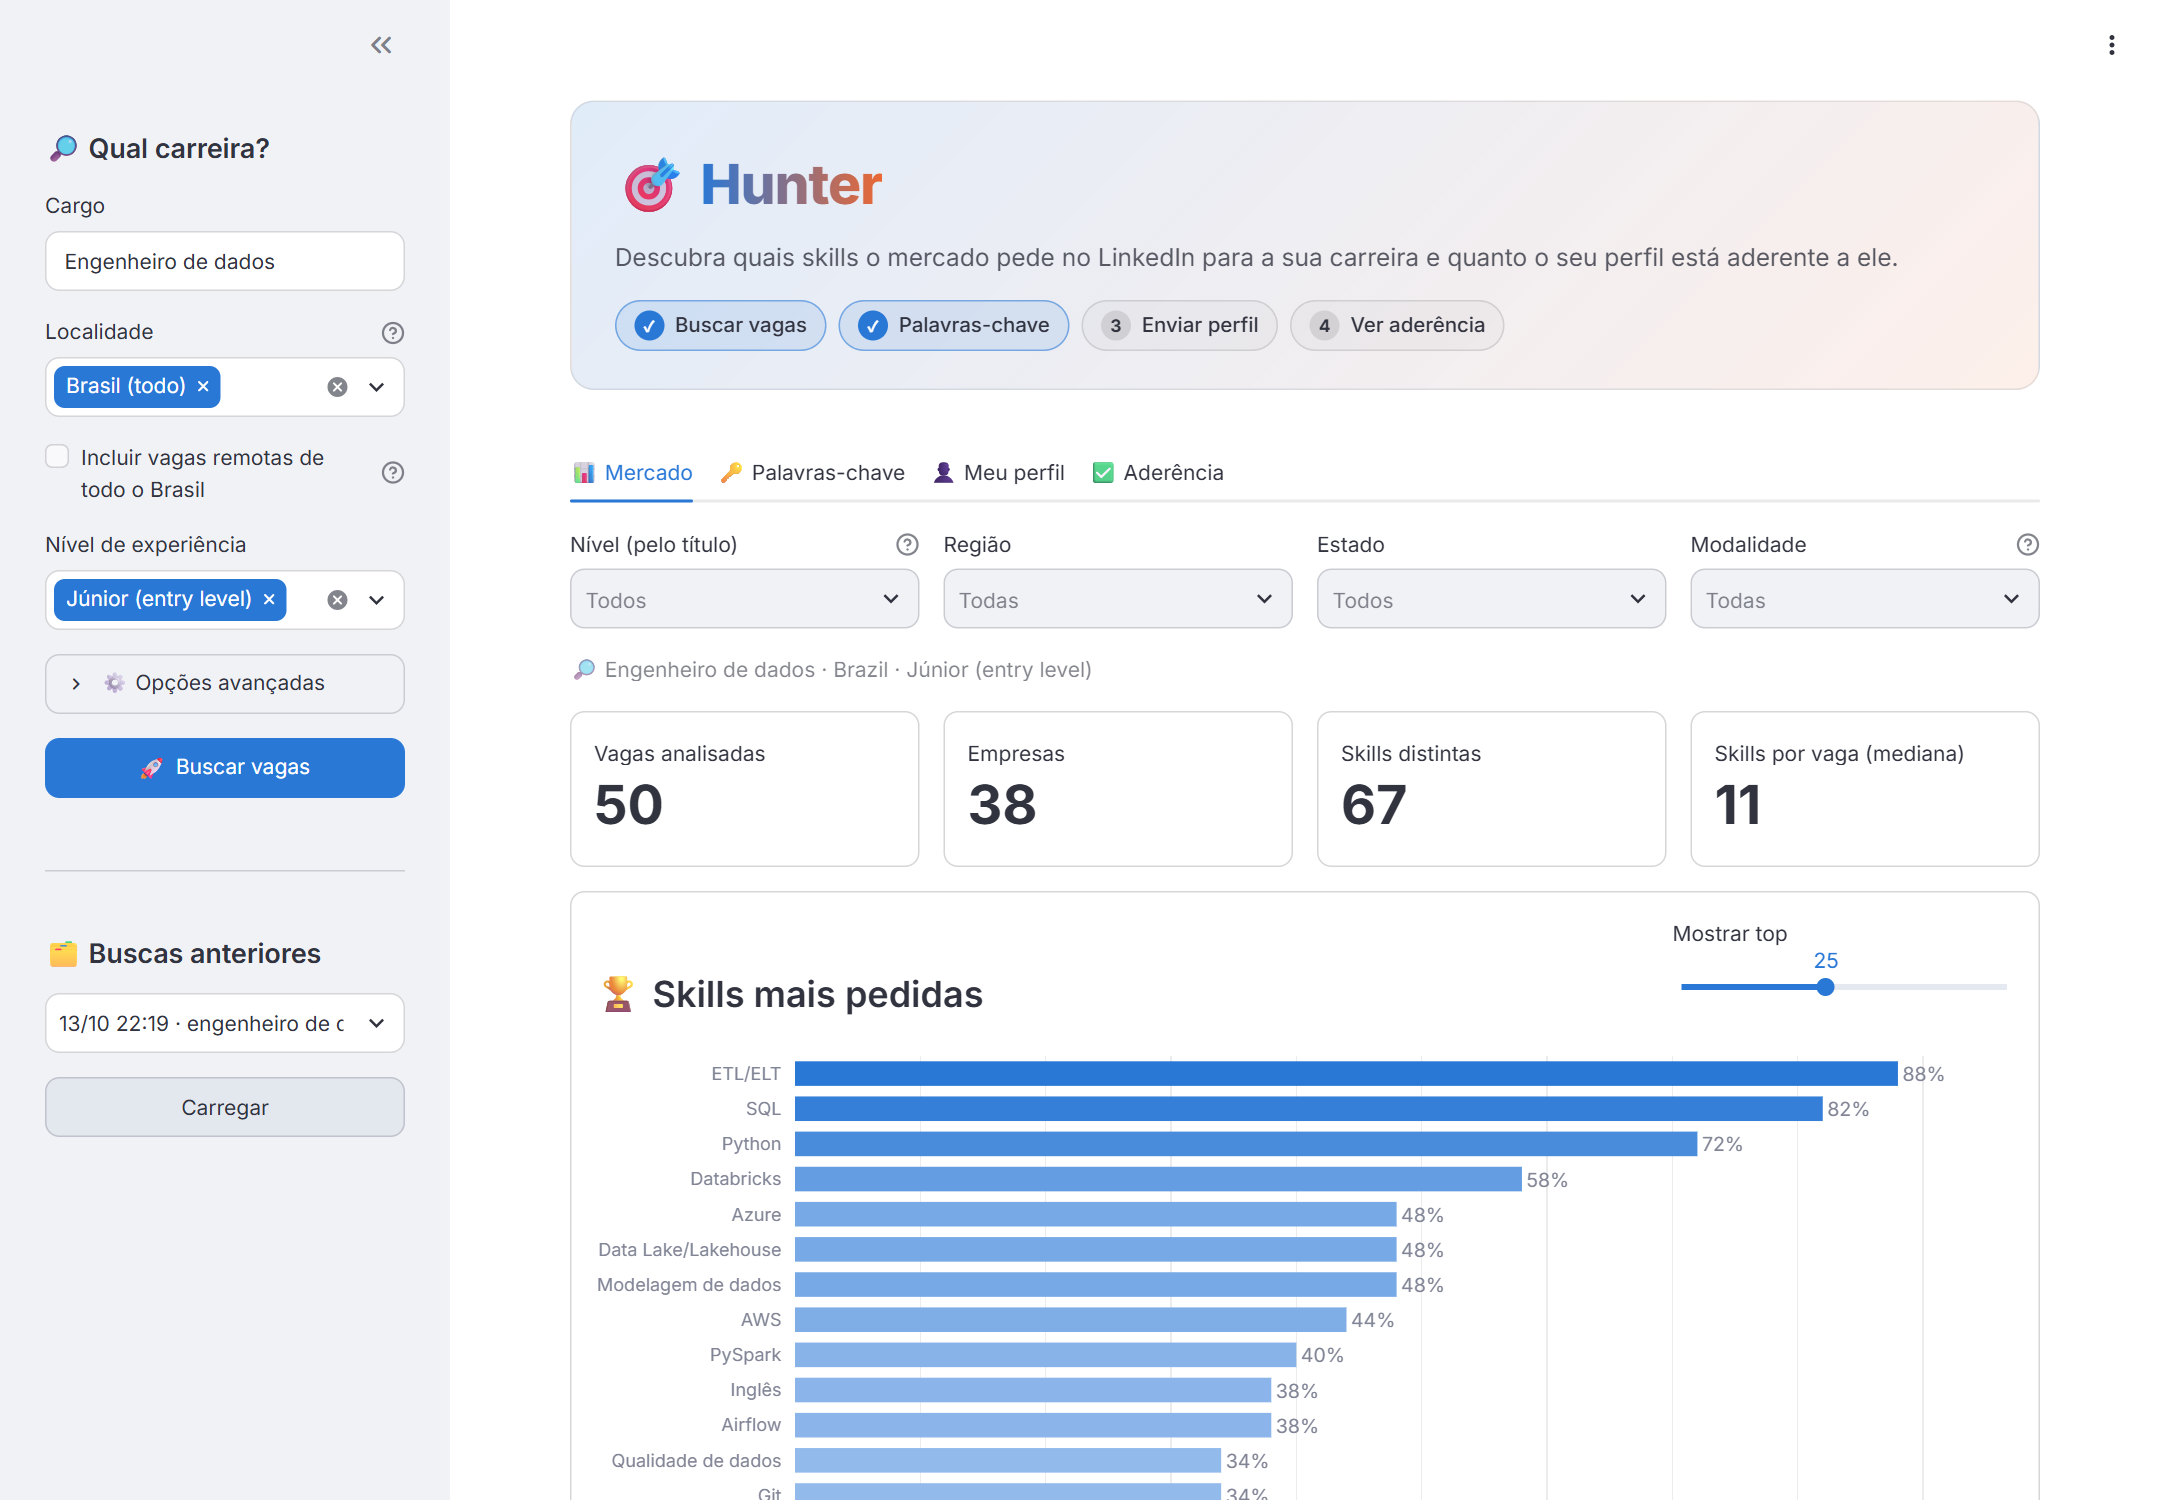 Qual carreira?
Cargo
Engenheiro de dados
Localidade
Brasil (todo)
Incluir vagas remotas de
todo o Brasil
Nível de experiência
Júnior (entry level)
Opções avançadas
Buscar vagas
Buscas anteriores
13/10 22:19 · engenheiro de
Carregar
Hunter
Descubra quais skills o mercado pede no LinkedIn para a sua carreira e quanto o seu perfil está aderente a ele.
Buscar vagas
Palavras-chave
3 Enviar perfil
4 Ver aderência
Mercado
Palavras-chave
Meu perfil
Aderência
Nível (pelo título)
Todos
Região
Todas
Estado
Todos
Modalidade
Todas
Engenheiro de dados · Brazil · Júnior (entry level)
Vagas analisadas
50
Empresas
38
Skills distintas
67
Skills por vaga (mediana)
11
Mostrar top
25
Skills mais pedidas
ETL/ELT 88%
SQL 82%
Python 72%
Databricks 58%
Azure 48%
Data Lake/Lakehouse 48%
Modelagem de dados 48%
AWS 44%
PySpark 40%
Inglês 38%
Airflow 38%
Qualidade de dados 34%
Git 34%